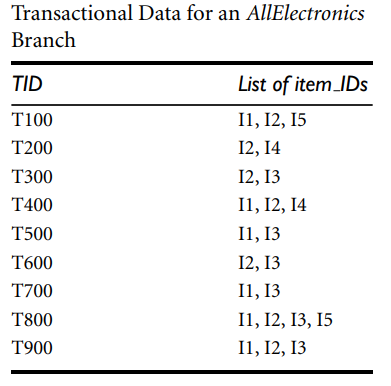 Transactional Data for an AllElectronics
Branch
TID List of item_IDs
T100 I1, I2, I5
T200 I2, I4
T300 I2, I3
T400 I1, I2, I4
T500 I1, I3
T600 I2, I3
T700 I1, I3
T800 I1, I2, I3, I5
T900 I1, I2, I3